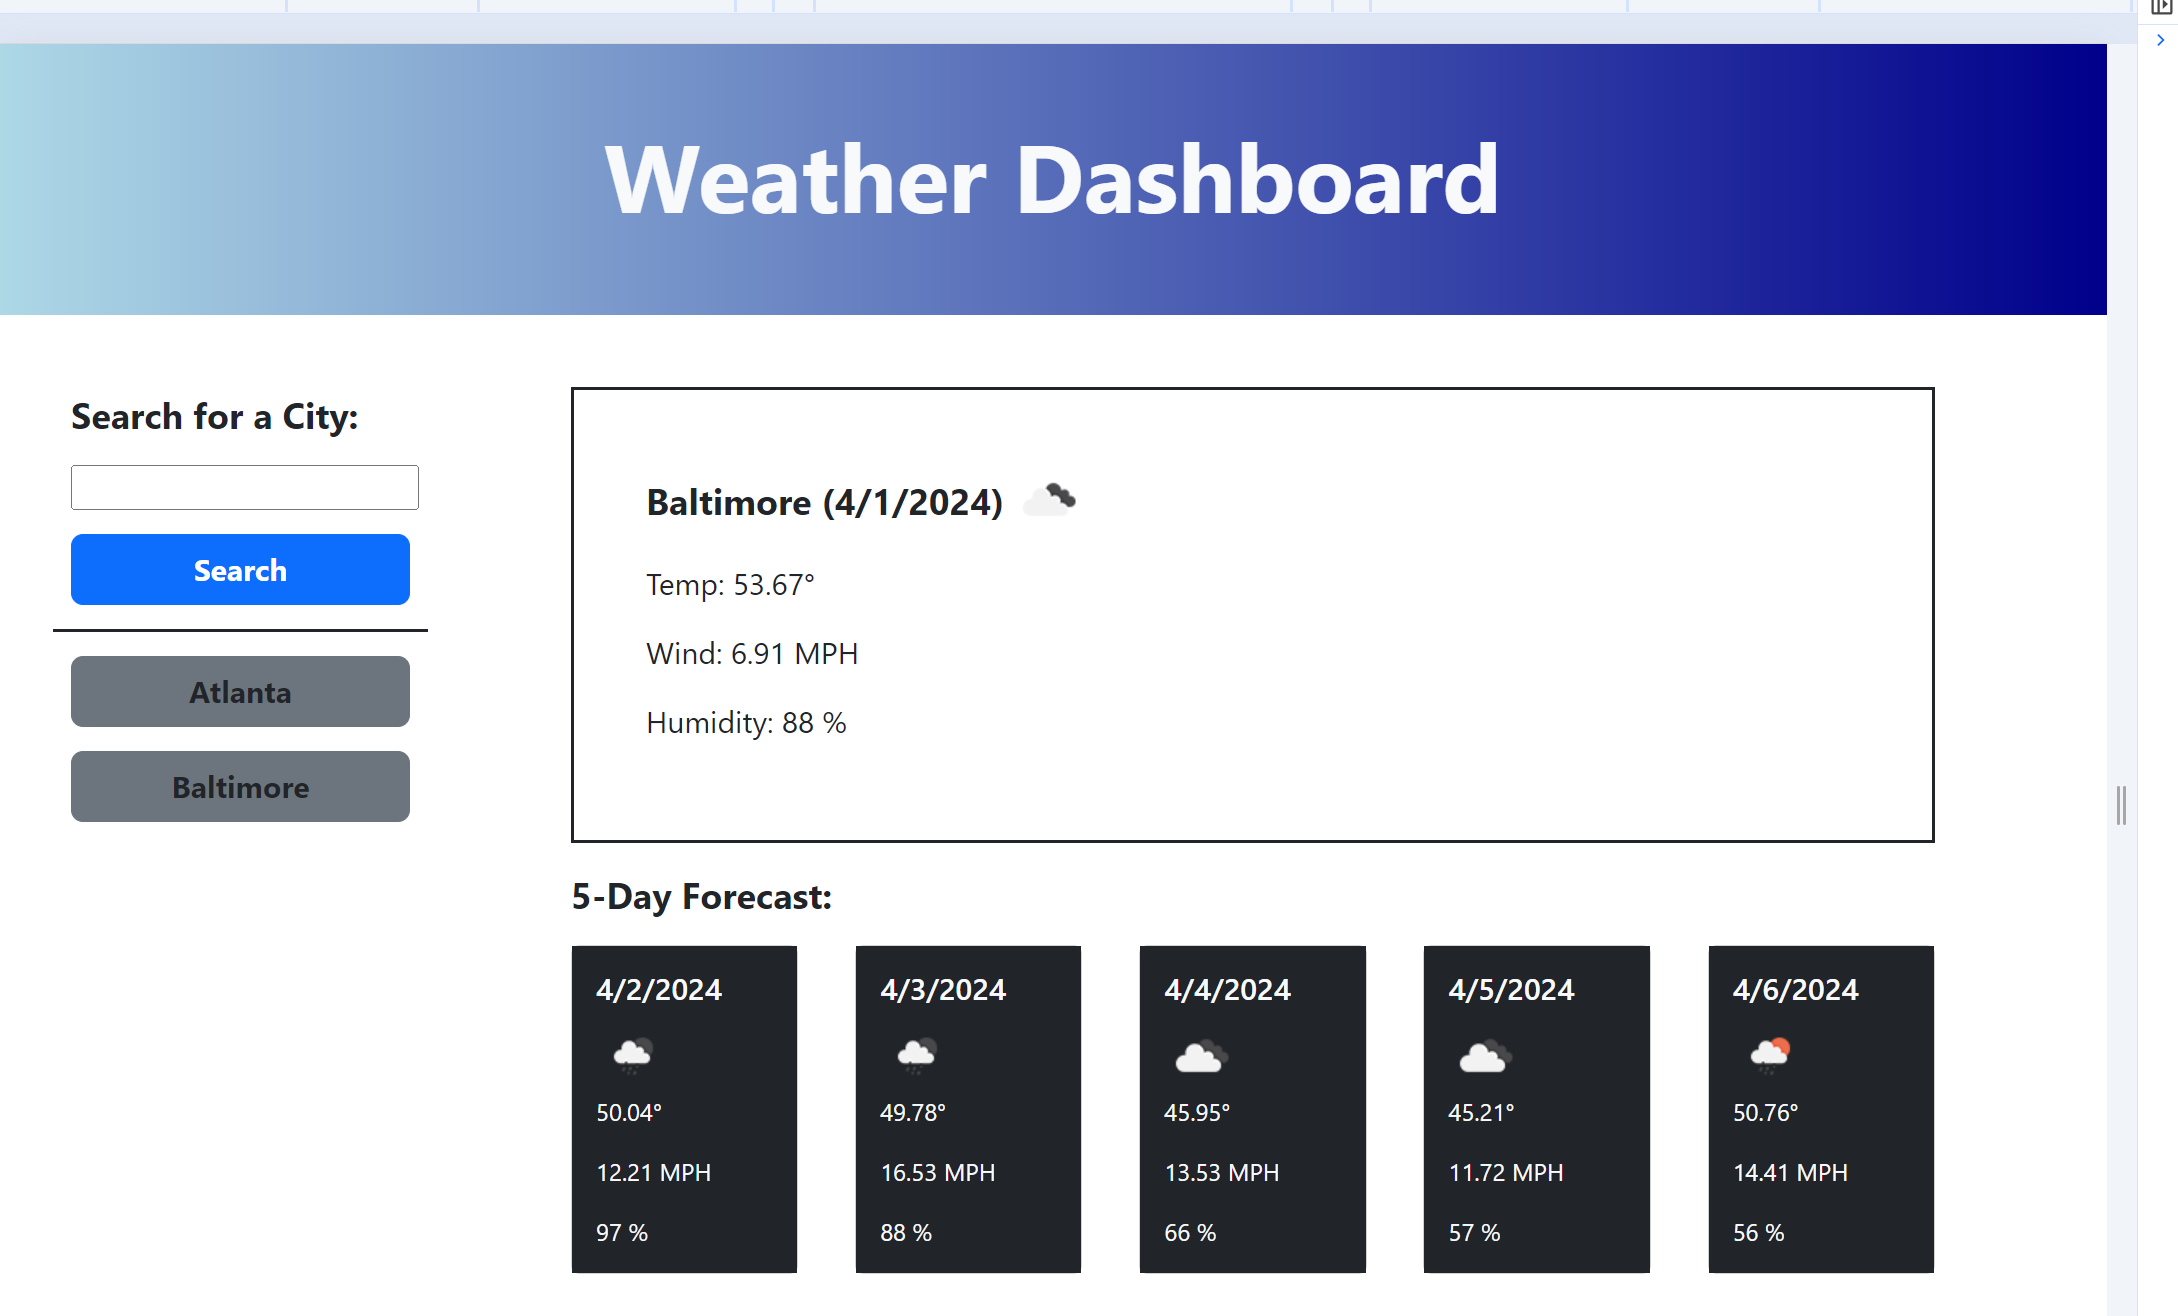 Weather Dashboard
Search for a City:
Search
Atlanta
Baltimore
Baltimore (4/1/2024)
Temp: 53.67°
Wind: 6.91 MPH
Humidity: 88 %
5-Day Forecast:
4/2/2024
50.04°
12.21 MPH
97 %
4/3/2024
49.78°
16.53 MPH
88 %
4/4/2024
45.95°
13.53 MPH
66 %
4/5/2024
45.21°
11.72 MPH
57 %
4/6/2024
50.76°
14.41 MPH
56 %